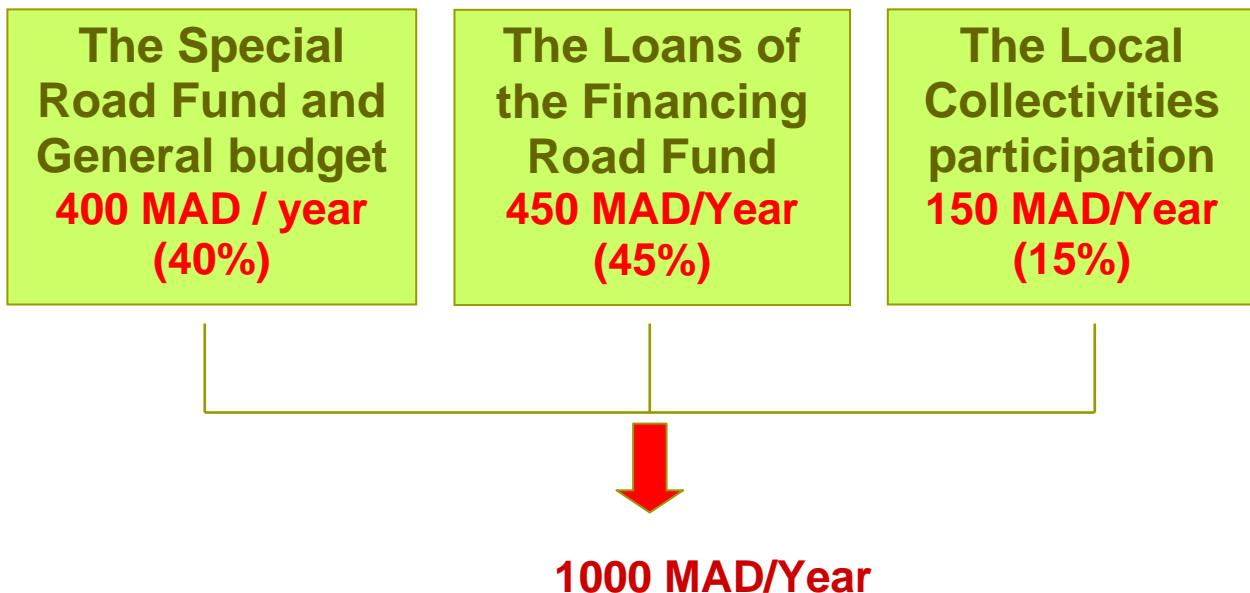 The Special
Road Fund and
General budget
400 MAD / year
(40%)
The Loans of
the Financing
Road Fund
450 MAD/Year
(45%)
The Local
Collectivities
participation
150 MAD/Year
(15%)
1000 MAD/Year